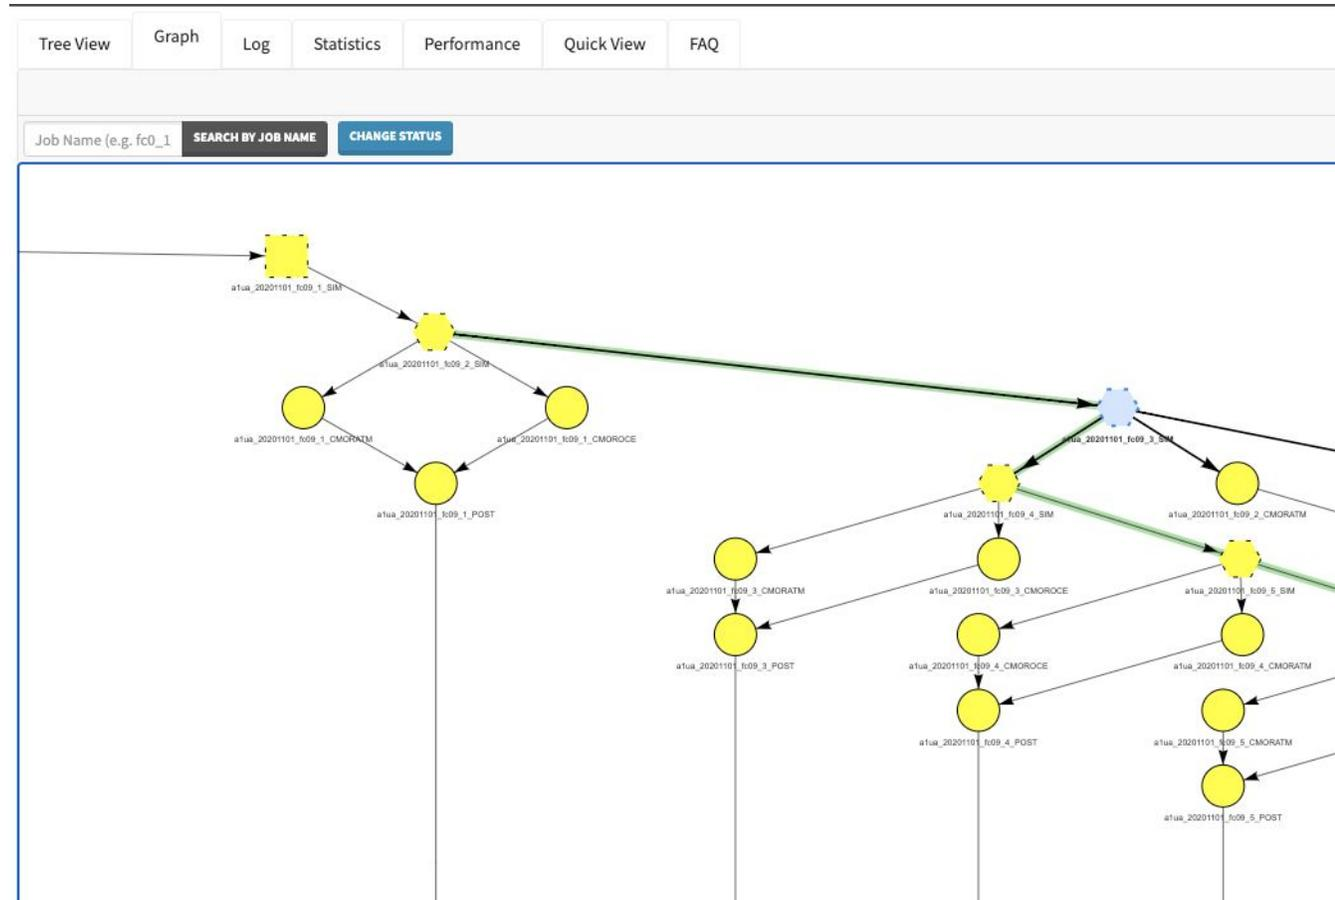 Tree View Graph Log Statistics Performance Quick View FAQ
Job Name (e.g. fc0_1 SEARCH BY JOB NAME CHANGE STATUS
a1ua_20201101_fc09_1_SIM
a1ua_20201101_fc09_2_SIM
a1ua_20201101_fc09_1_CMORATM a1ua_20201101_fc09_1_CMOROCE a1ua_20201101_fc09_3_SIM
a1ua_20201101_fc09_1_POST a1ua_20201101_fc09_4_SIM a1ua_20201101_fc09_2_CMORATM
a1ua_20201101_fc09_3_CMORATM a1ua_20201101_fc09_3_CMOROCE a1ua_20201101_fc09_5_SIM
a1ua_20201101_fc09_3_POST a1ua_20201101_fc09_4_CMOROCE a1ua_20201101_fc09_4_CMORATM
a1ua_20201101_fc09_4_POST a1ua_20201101_fc09_5_CMORATM
a1ua_20201101_fc09_5_POST